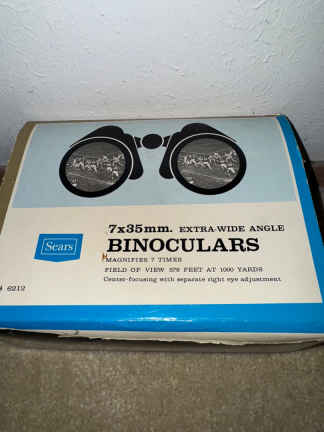 7x35mm. EXTRA-WIDE ANGLE
Sears
BINOCULARS
MAGNIFIES 7 TIMES
FIELD OF VIEW 578 FEET AT 1000 YARDS
Center-focusing with separate right eye adjustment
6212